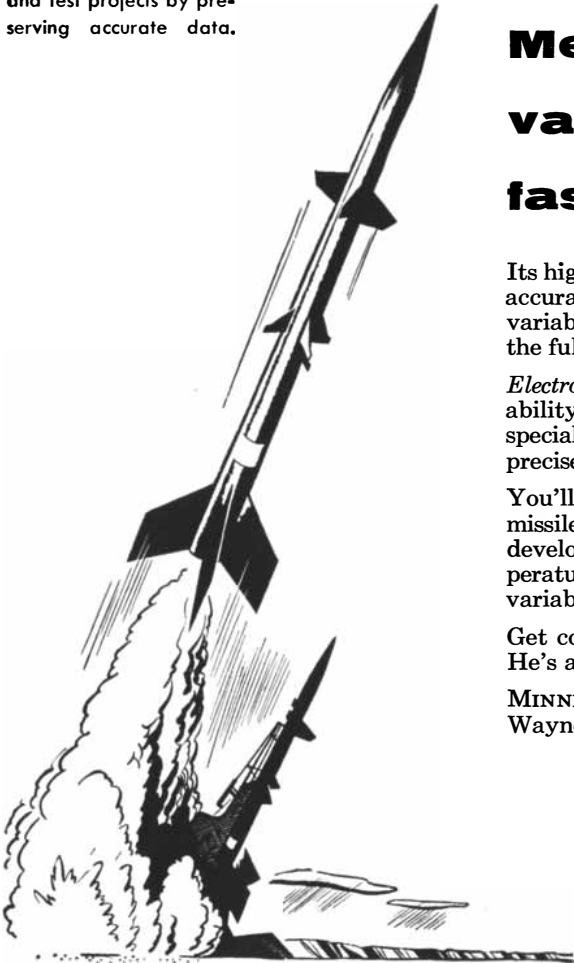 and test projects by pre-
serving accurate data.
Me
va
fas
Its hig
accura
variab
the ful
Electro
ability
special
precise
You'll
missile
develo
peratu
variab
Get co
He's a
MINN
Wayn